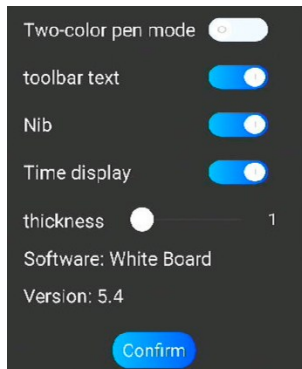 Two-color pen mode
toolbar text
Nib
Time display
thickness 1
Software: White Board
Version: 5.4
Confirm